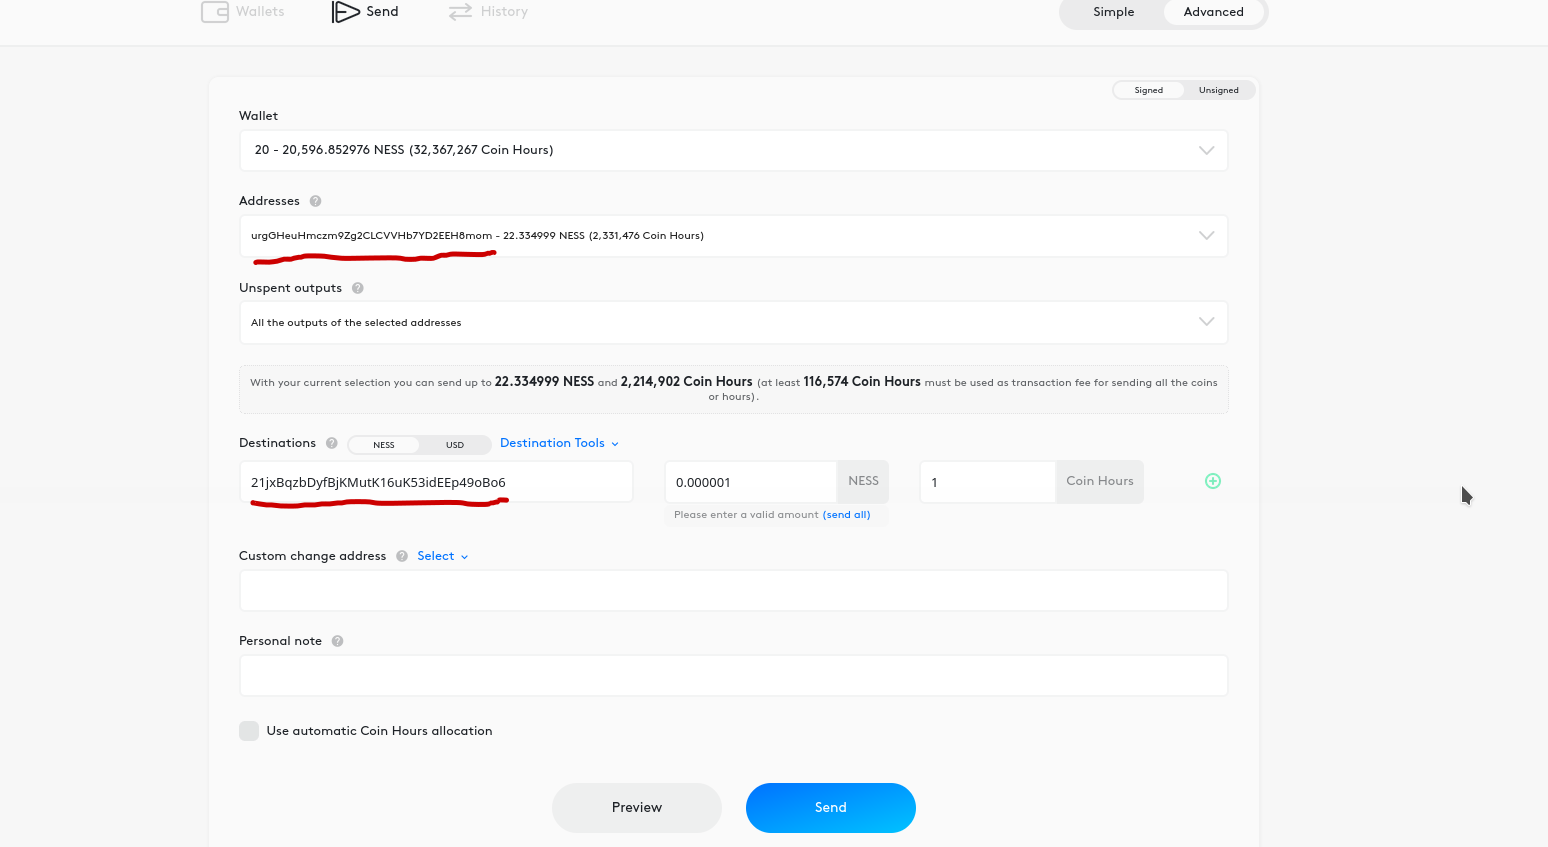 Wallets Send History Simple Advanced
Signed Unsigned
Wallet
20 - 20,596.852976 NESS (32,367,267 Coin Hours)
Addresses ?
urgGHeuHmczm9Zg2CLCVVHb7YD2EEH8mom - 22.334999 NESS (2,331,476 Coin Hours)
Unspent outputs ?
All the outputs of the selected addresses
With your current selection you can send up to 22.334999 NESS and 2,214,902 Coin Hours (at least 116,574 Coin Hours must be used as transaction fee for sending all the coins
or hours).
Destinations ? NESS USD Destination Tools
21jxBqzbDyfBjKMutK16uK53idEEp49oBo6 0.000001 NESS 1 Coin Hours
Please enter a valid amount (send all)
Custom change address ? Select
Personal note ?
Use automatic Coin Hours allocation
Preview Send